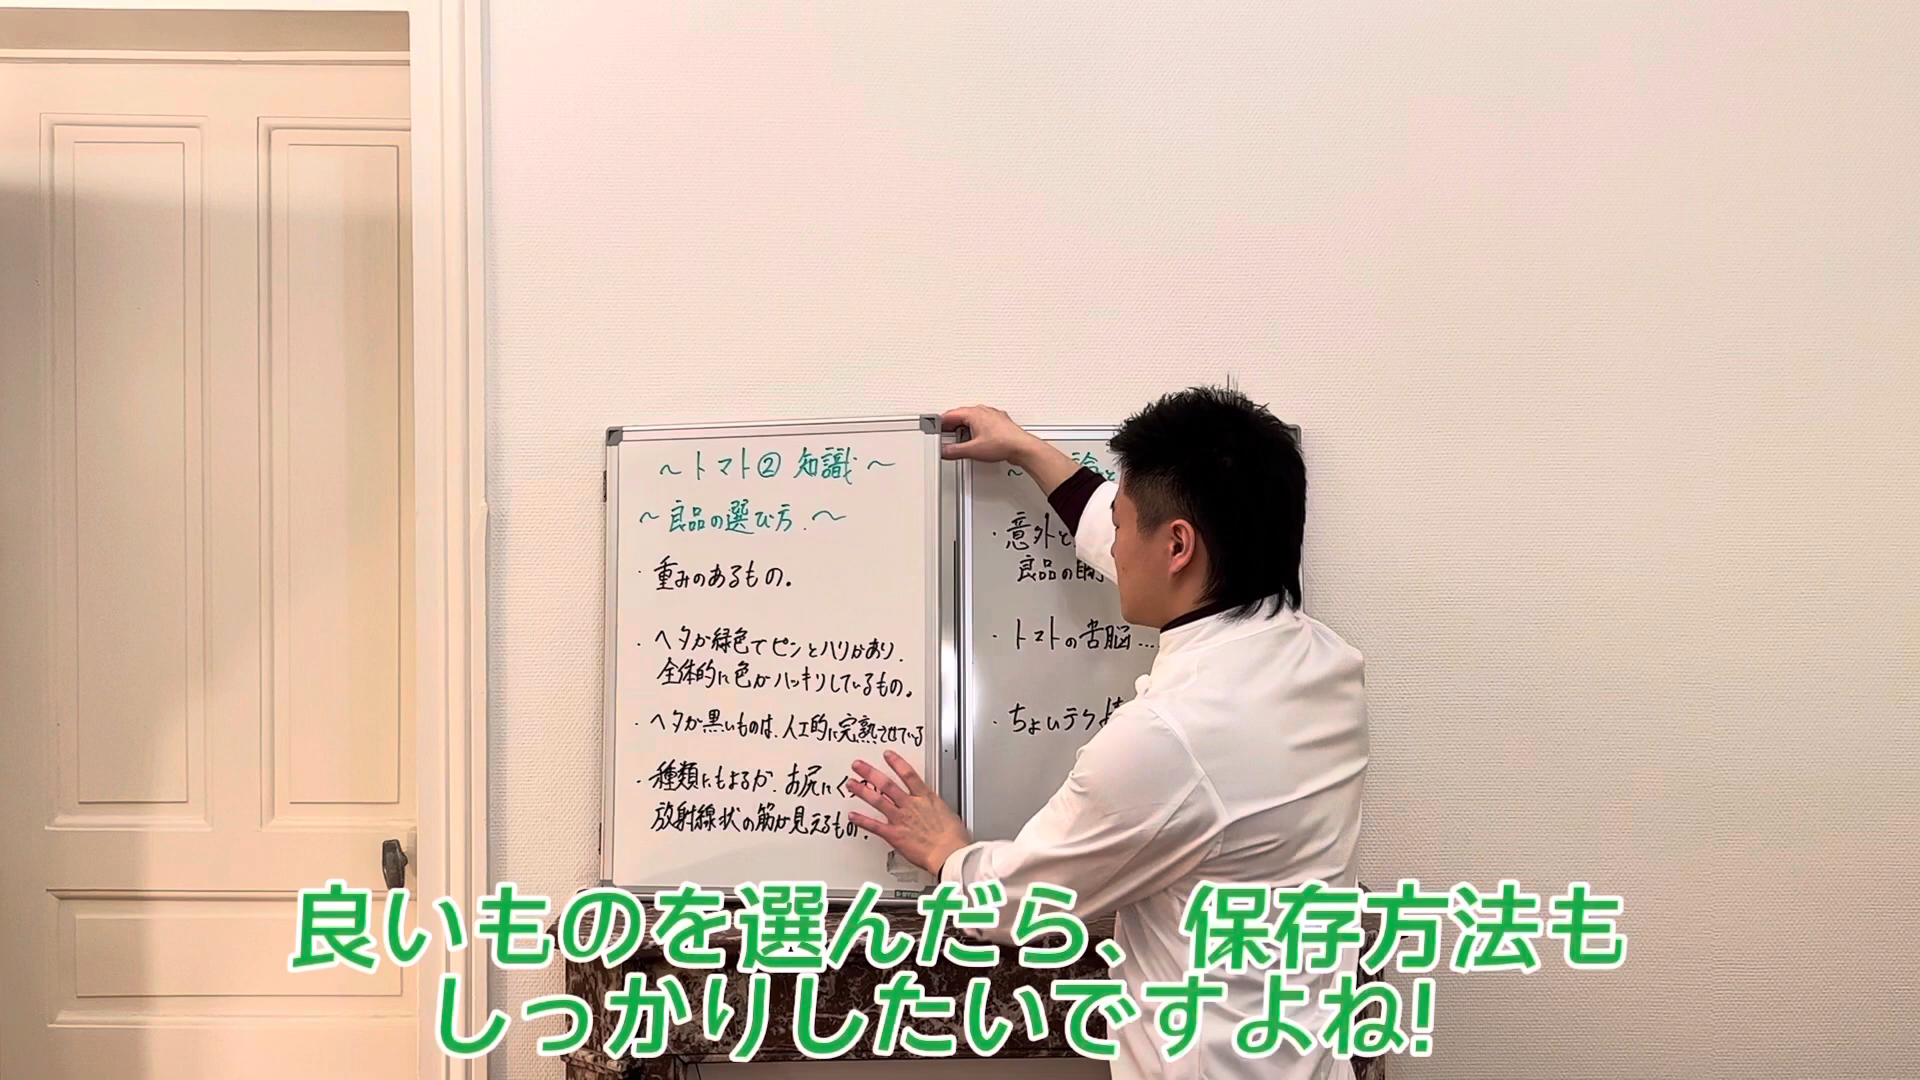 ～トマト② 知識～
～良品の選び方.～
・重みのあるもの。
・ヘタが緑色でピンとハリがあり.
全体的に色がハッキリしているもの。
・ヘタが黒いものは、人工的に完熟させている
・種類にもよるが、お尻に
放射線状の筋が見えるもの。
・意外と
良品の
・トマトの苦脳…
・ちょいテク
良いものを選んだら、保存方法も
しっかりしたいですよね!